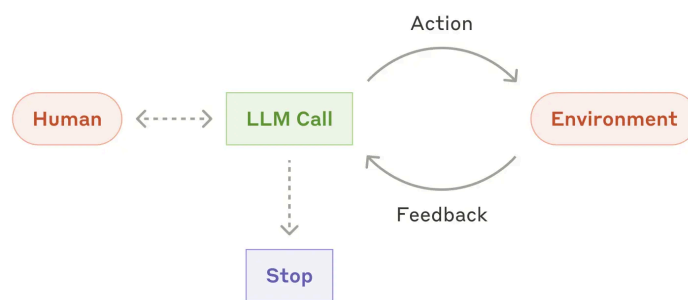 Action
Human
LLM Call
Environment
Feedback
Stop